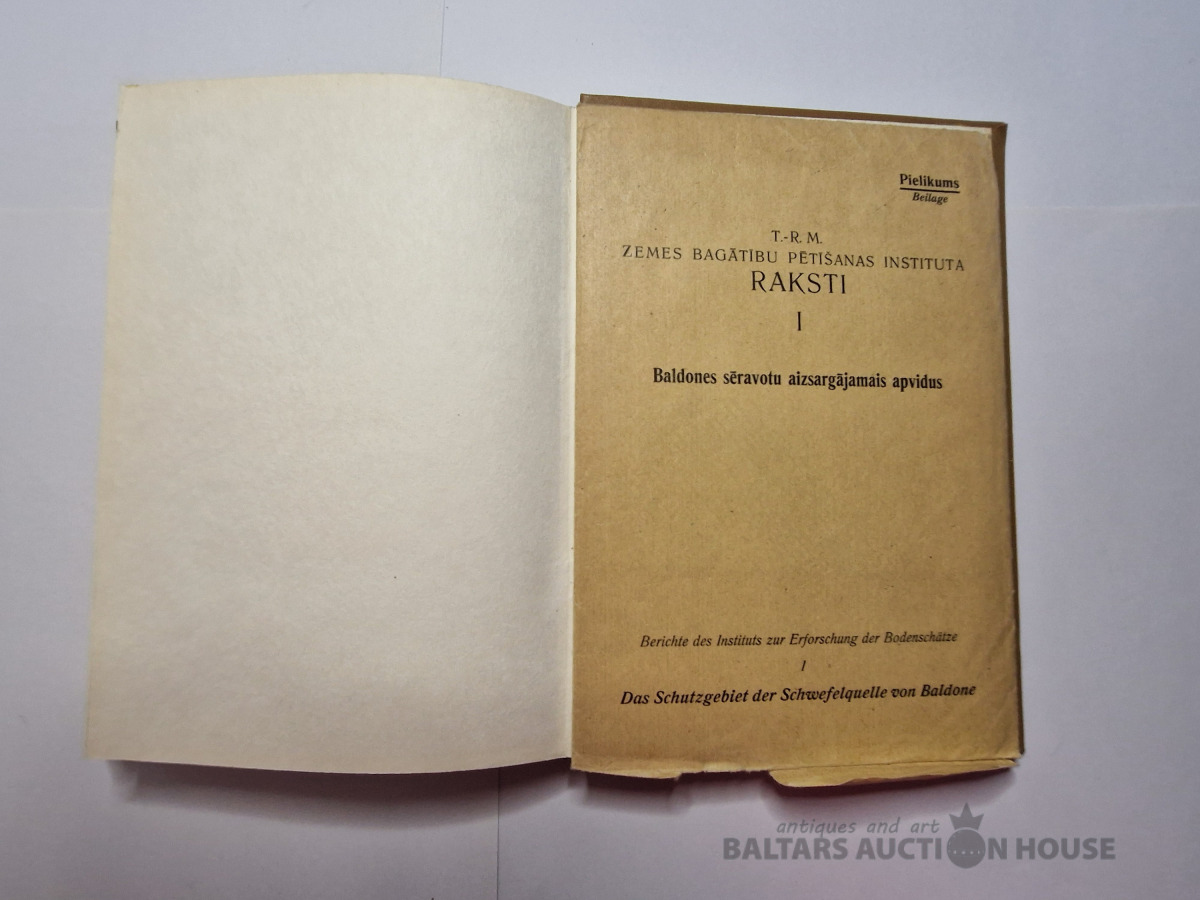 Pielikums
Beilage
T.-R. M.
ZEMES BAGĀTĪBU PĒTĪŠANAS INSTITUTA
RAKSTI
I
Baldones sēravotu aizsargājamais apvidus
Berichte des Instituts zur Erforschung der Bodenschätze
I
Das Schutzgebiet der Schwefelquelle von Baldone
antiques and art
BALTARS AUCTION HOUSE